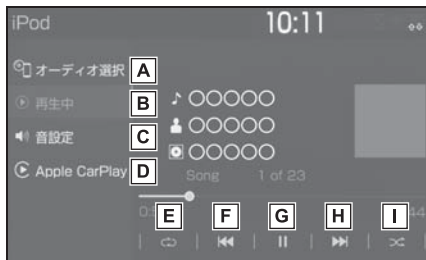 iPod 10:11
オーディオ選択 A
再生中 B
音設定 C
Apple CarPlay D
○○○○○
○○○○○
○○○○○
Song 1 of 23
E F G H I